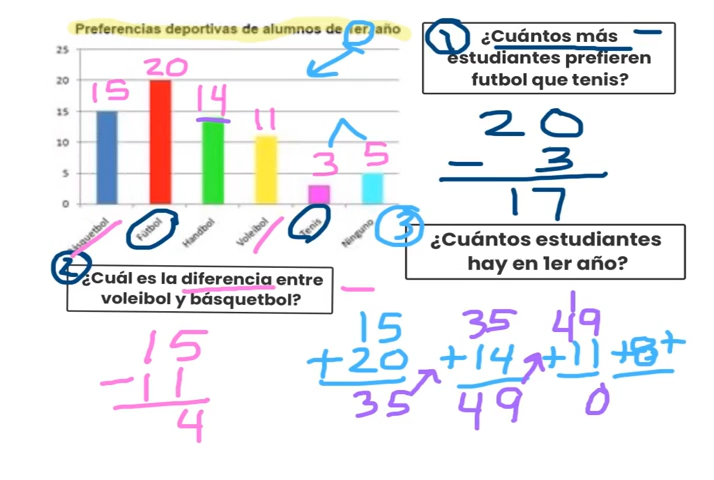 Preferencias deportivas de alumnos de 1er. año
25
20
15
10
5
0
15
20
14
11
3
5
Básquetbol
Fútbol
Handbol
Voleibol
Tenis
Ninguno
1
¿Cuántos más
estudiantes prefieren
futbol que tenis?
20
- 3
17
2
¿Cuál es la diferencia entre
voleibol y básquetbol?
15
- 11
4
3
¿Cuántos estudiantes
hay en 1er año?
15
+ 20
35
35
+ 14
49
1
49
+ 11
0